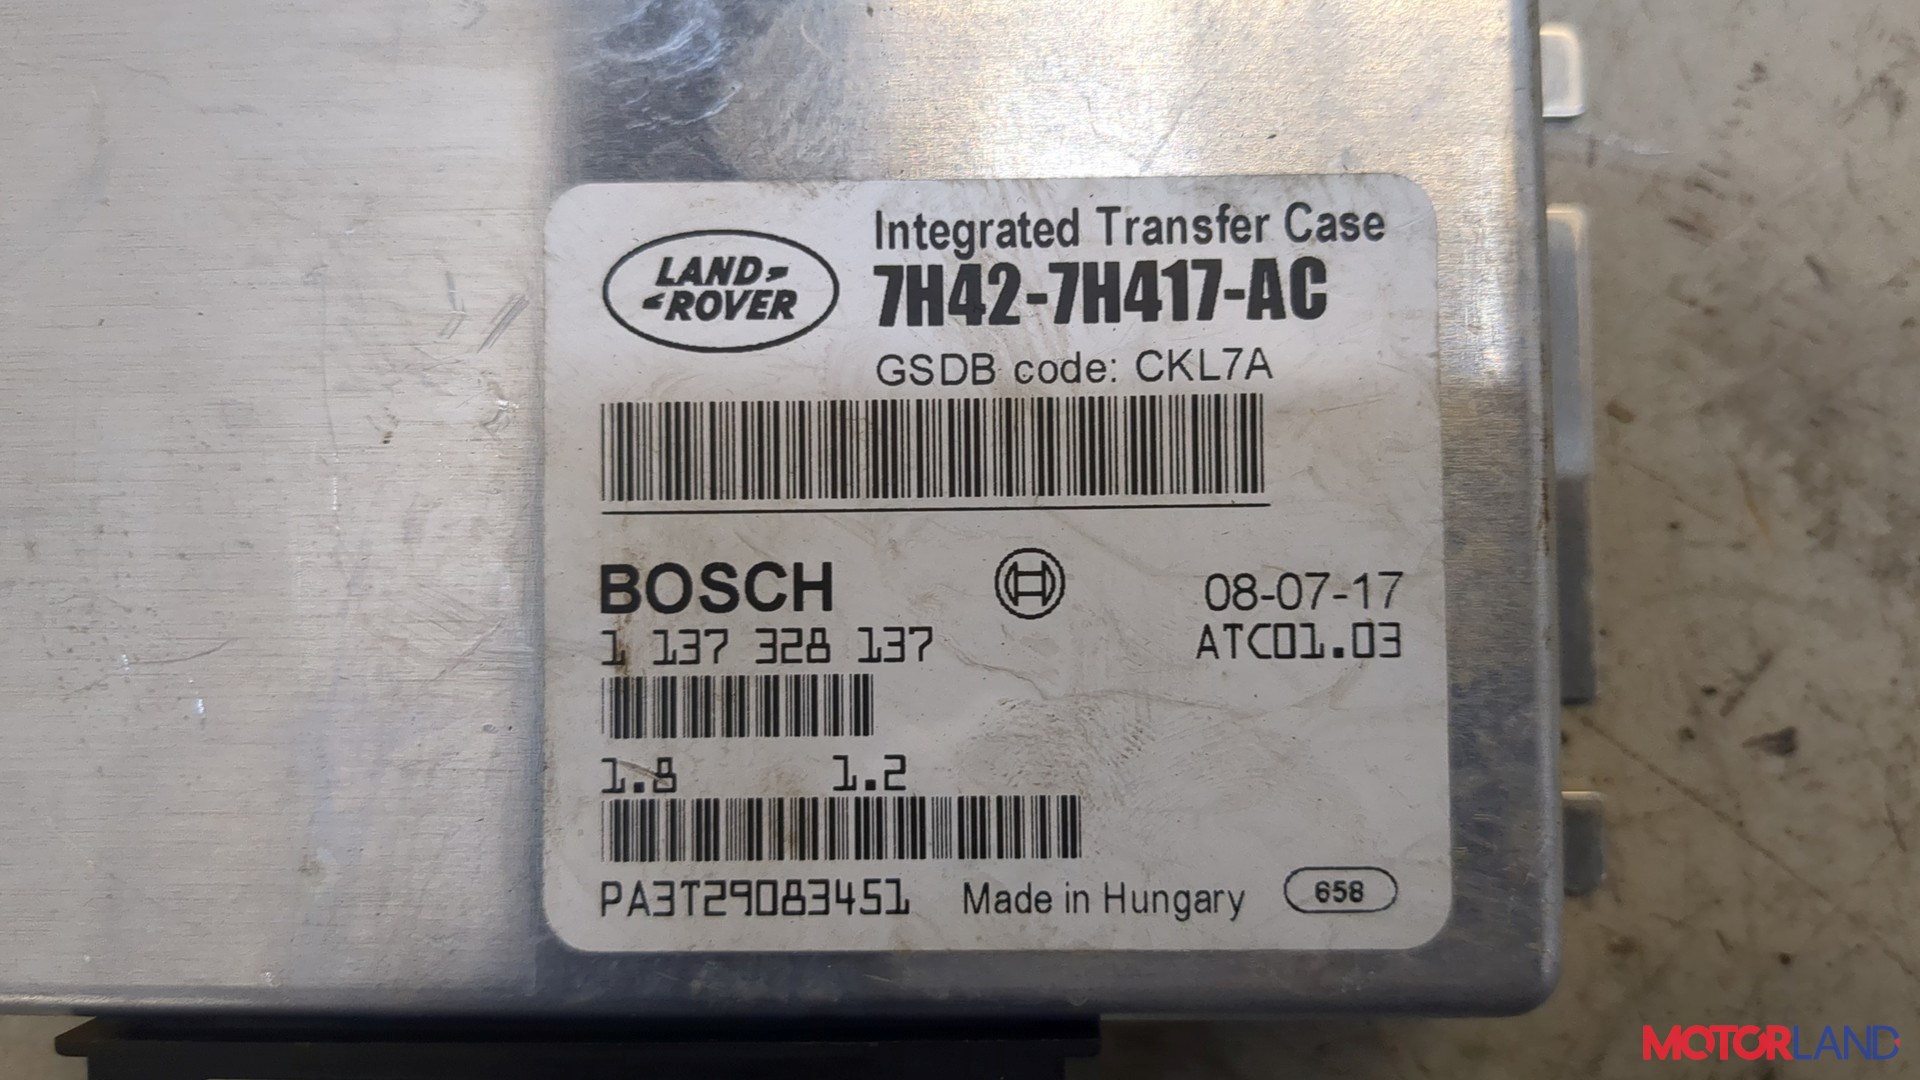 LAND-
ROVER
Integrated Transfer Case
7H42-7H417-AC
GSDB code: CKL7A
BOSCH
08-07-17
1 137 328 137
ATC01.03
1.8 1.2
PA3T29083451
Made in Hungary
658
MOTORLAND